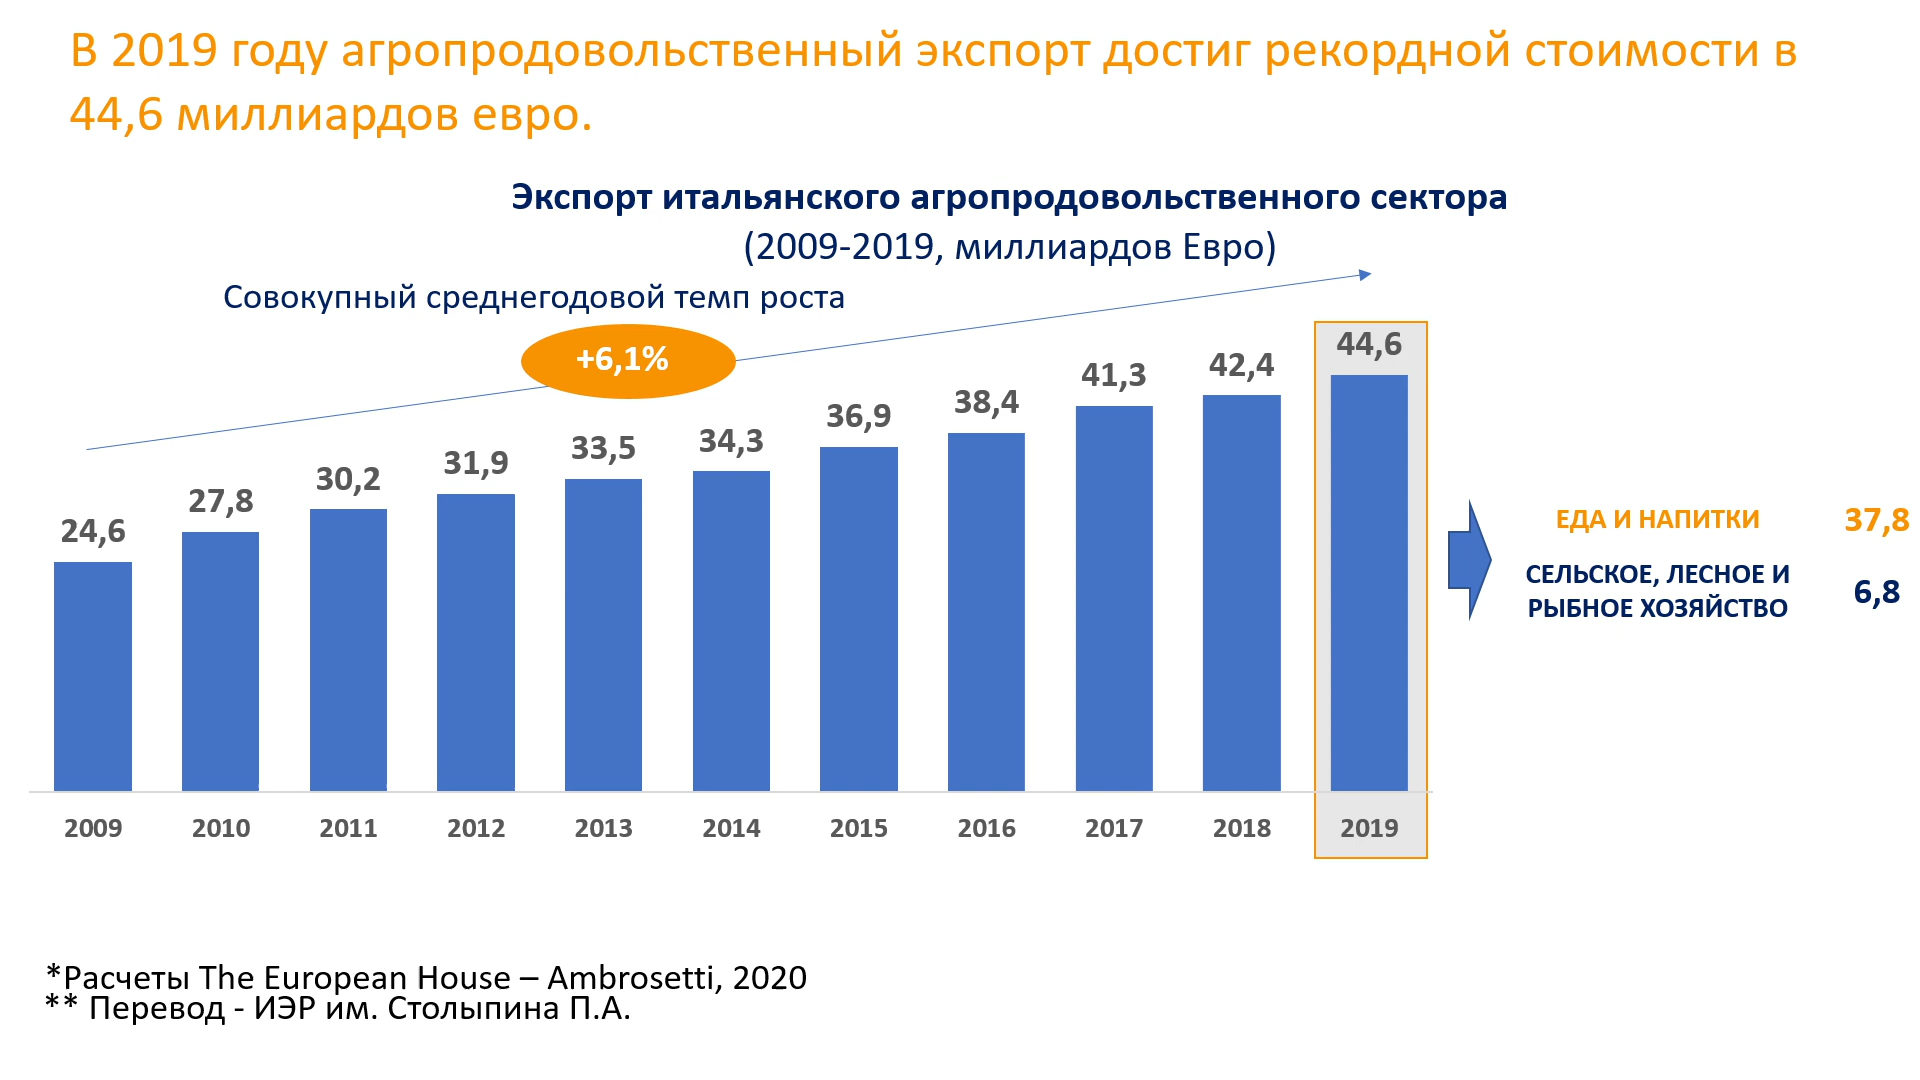 В 2019 году агропродовольственный экспорт достиг рекордной стоимости в
44,6 миллиардов евро.
Экспорт итальянского агропродовольственного сектора
(2009-2019, миллиардов Евро)
Совокупный среднегодовой темп роста
+6,1%
24,6
27,8
30,2
31,9
33,5
34,3
36,9
38,4
41,3
42,4
44,6
2009
2010
2011
2012
2013
2014
2015
2016
2017
2018
2019
ЕДА И НАПИТКИ 37,8
СЕЛЬСКОЕ, ЛЕСНОЕ И
РЫБНОЕ ХОЗЯЙСТВО 6,8
*Расчеты The European House – Ambrosetti, 2020
** Перевод - ИЭР им. Столыпина П.А.